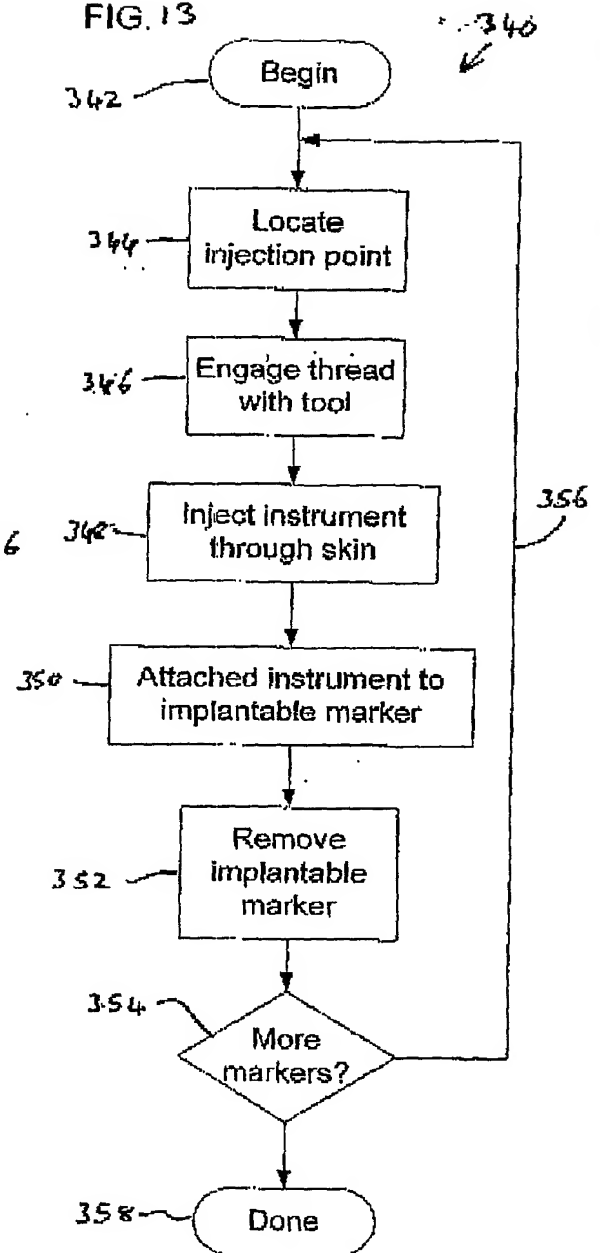 FIG. 13
340
Begin
342
Locate
injection point
344
Engage thread
with tool
346
Inject instrument
through skin
348
356
6
Attached instrument to
implantable marker
350
Remove
implantable
marker
352
354
More
markers?
Done
358